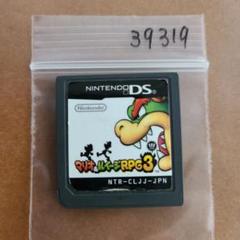 39319
NINTENDO DS
Nintendo
マリオ&ルイージRPG3!!!
NTR-CLJJ-JPN